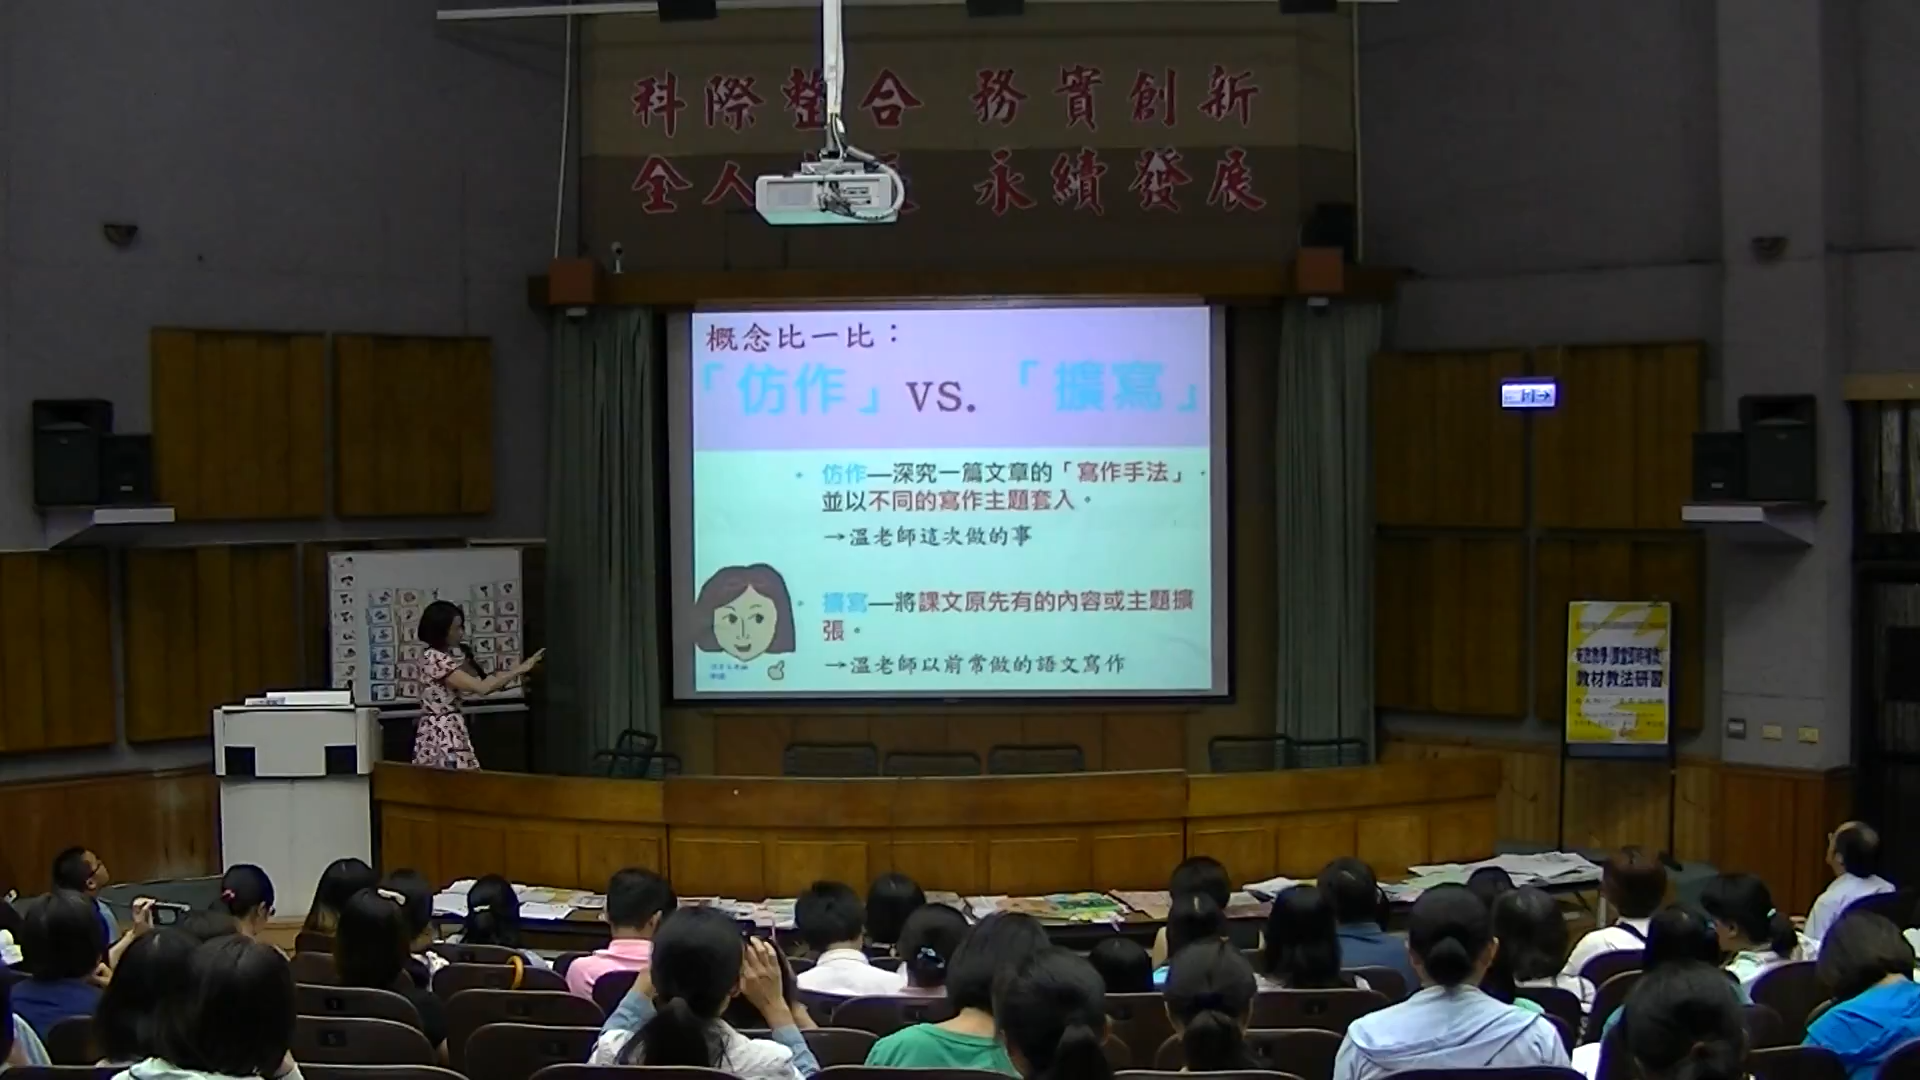 科際整合 務實創新
全人 永續發展
概念比一比：
「仿作」vs.「擴寫」
仿作—深究一篇文章的「寫作手法」，
並以不同的寫作主題套入。
→溫老師這次做的事
擴寫—將課文原先有的內容或主題擴
張。
→溫老師以前常做的語文寫作
教材教法研習